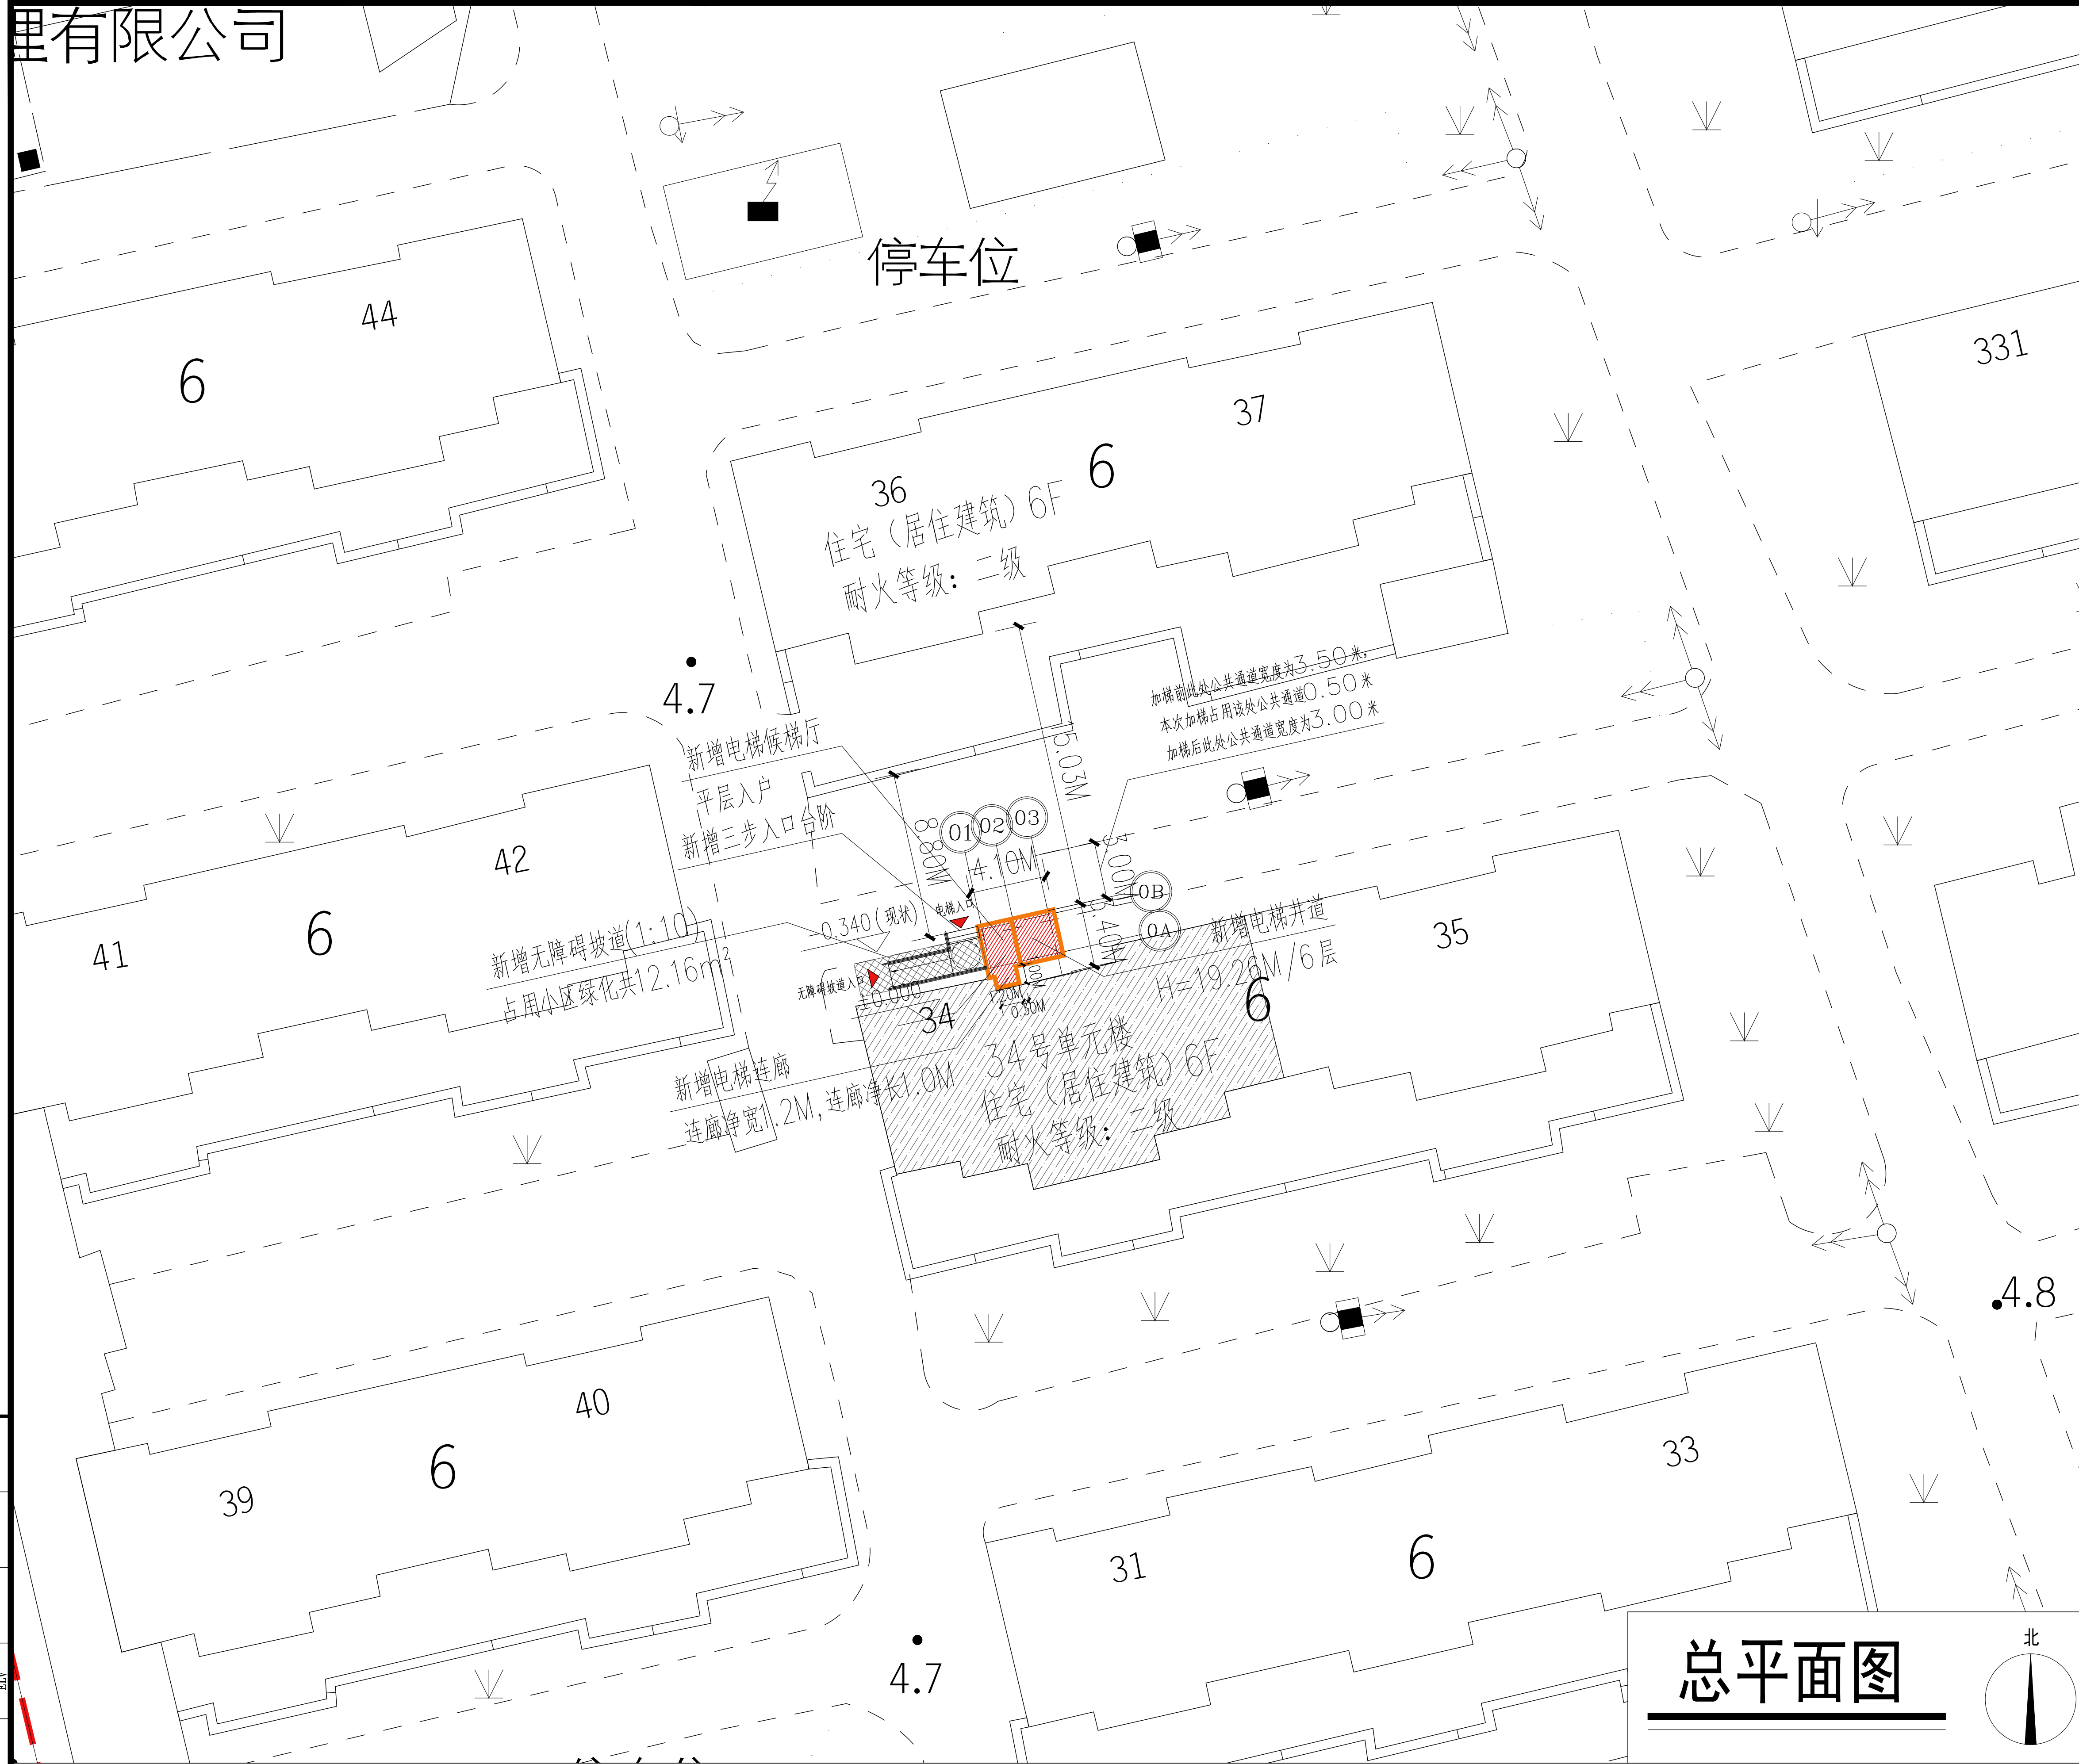 理有限公司
停车位
44
6
331
37
6
36
住宅（居住建筑）6F
耐火等级：二级
4.7
加梯前此处公共通道宽度为3.50米，
本次加梯占用该处公共通道0.50米
加梯后此处公共通道宽度为3.00米
新增电梯候梯厅
平层入户
新增三步入口台阶
15.03M
8.80M
01
02
03
4.10M
3.00M
0B
0A
3.40M
电梯入口
-0.340(现状)
新增电梯井道
H=19.26M/6层
42
6
41
35
6
新增无障碍坡道(1:10)
占用小区绿化共12.16m²
无障碍坡道入口
±0.000
1.20M
0.30M
34
34号单元楼
住宅（居住建筑）6F
耐火等级：二级
新增电梯连廊
连廊净宽1.2M,连廊净长1.0M
4.8
40
6
39
33
6
31
4.7
总平面图
北